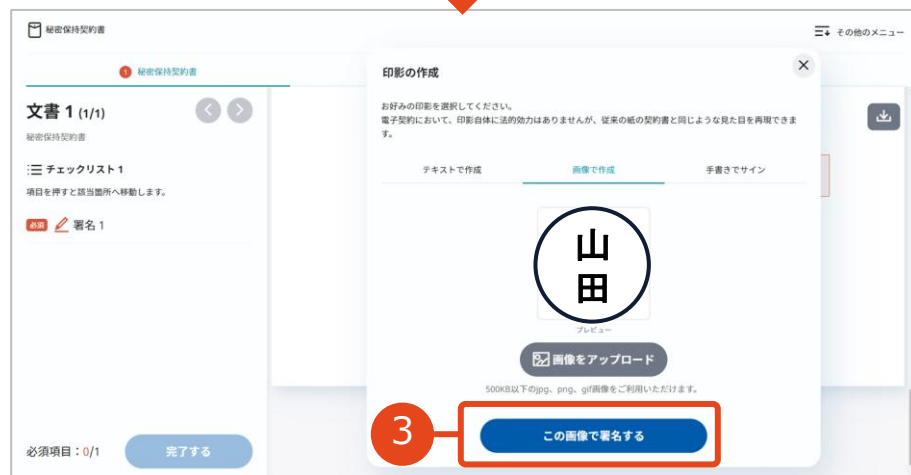 秘密保持契約書
その他のメニュー
1 秘密保持契約書
文書 1 (1/1)
秘密保持契約書
チェックリスト 1
項目を押すと該当箇所へ移動します。
必須 署名 1
必須項目：0/1
完了する
印影の作成
お好みの印影を選択してください。
電子契約において、印影自体に法的効力はありませんが、従来の紙の契約書と同じような見た目を再現できま
す。
テキストで作成 画像で作成 手書きでサイン
山
田
プレビュー
画像をアップロード
500KB以下のjpg、png、gif画像をご利用いただけます。
3
この画像で署名する